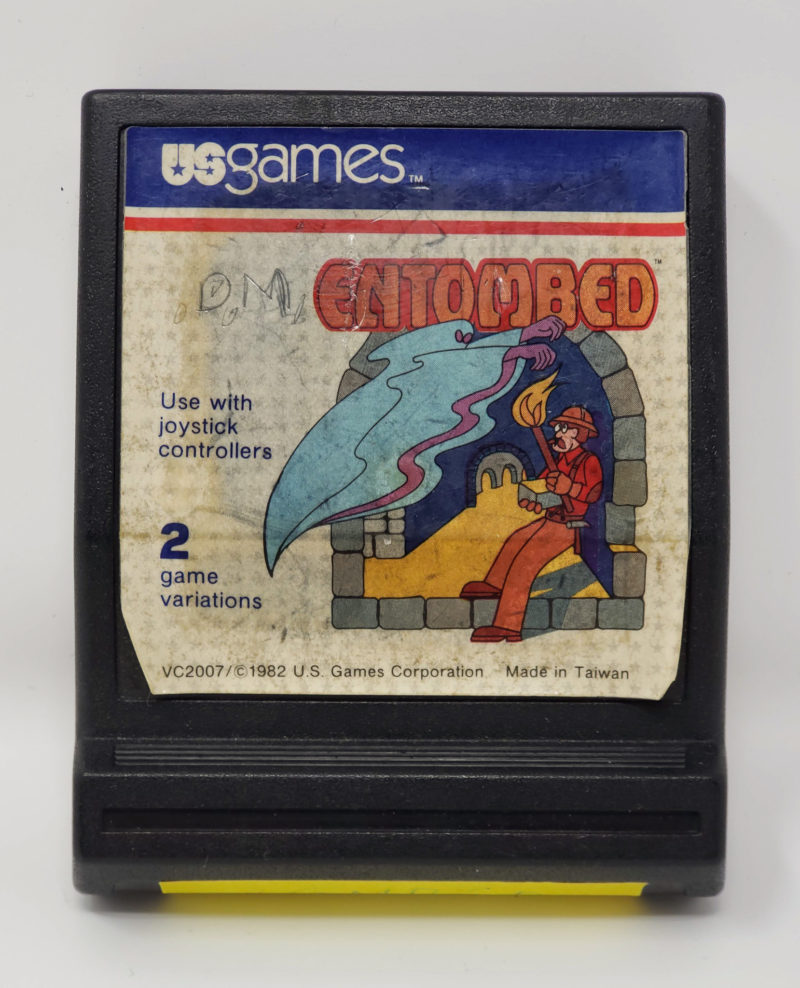 USgames™
D.M.
ENTOMBED™
Use with
joystick
controllers
2
game
variations
VC2007/©1982 U.S. Games Corporation Made in Taiwan